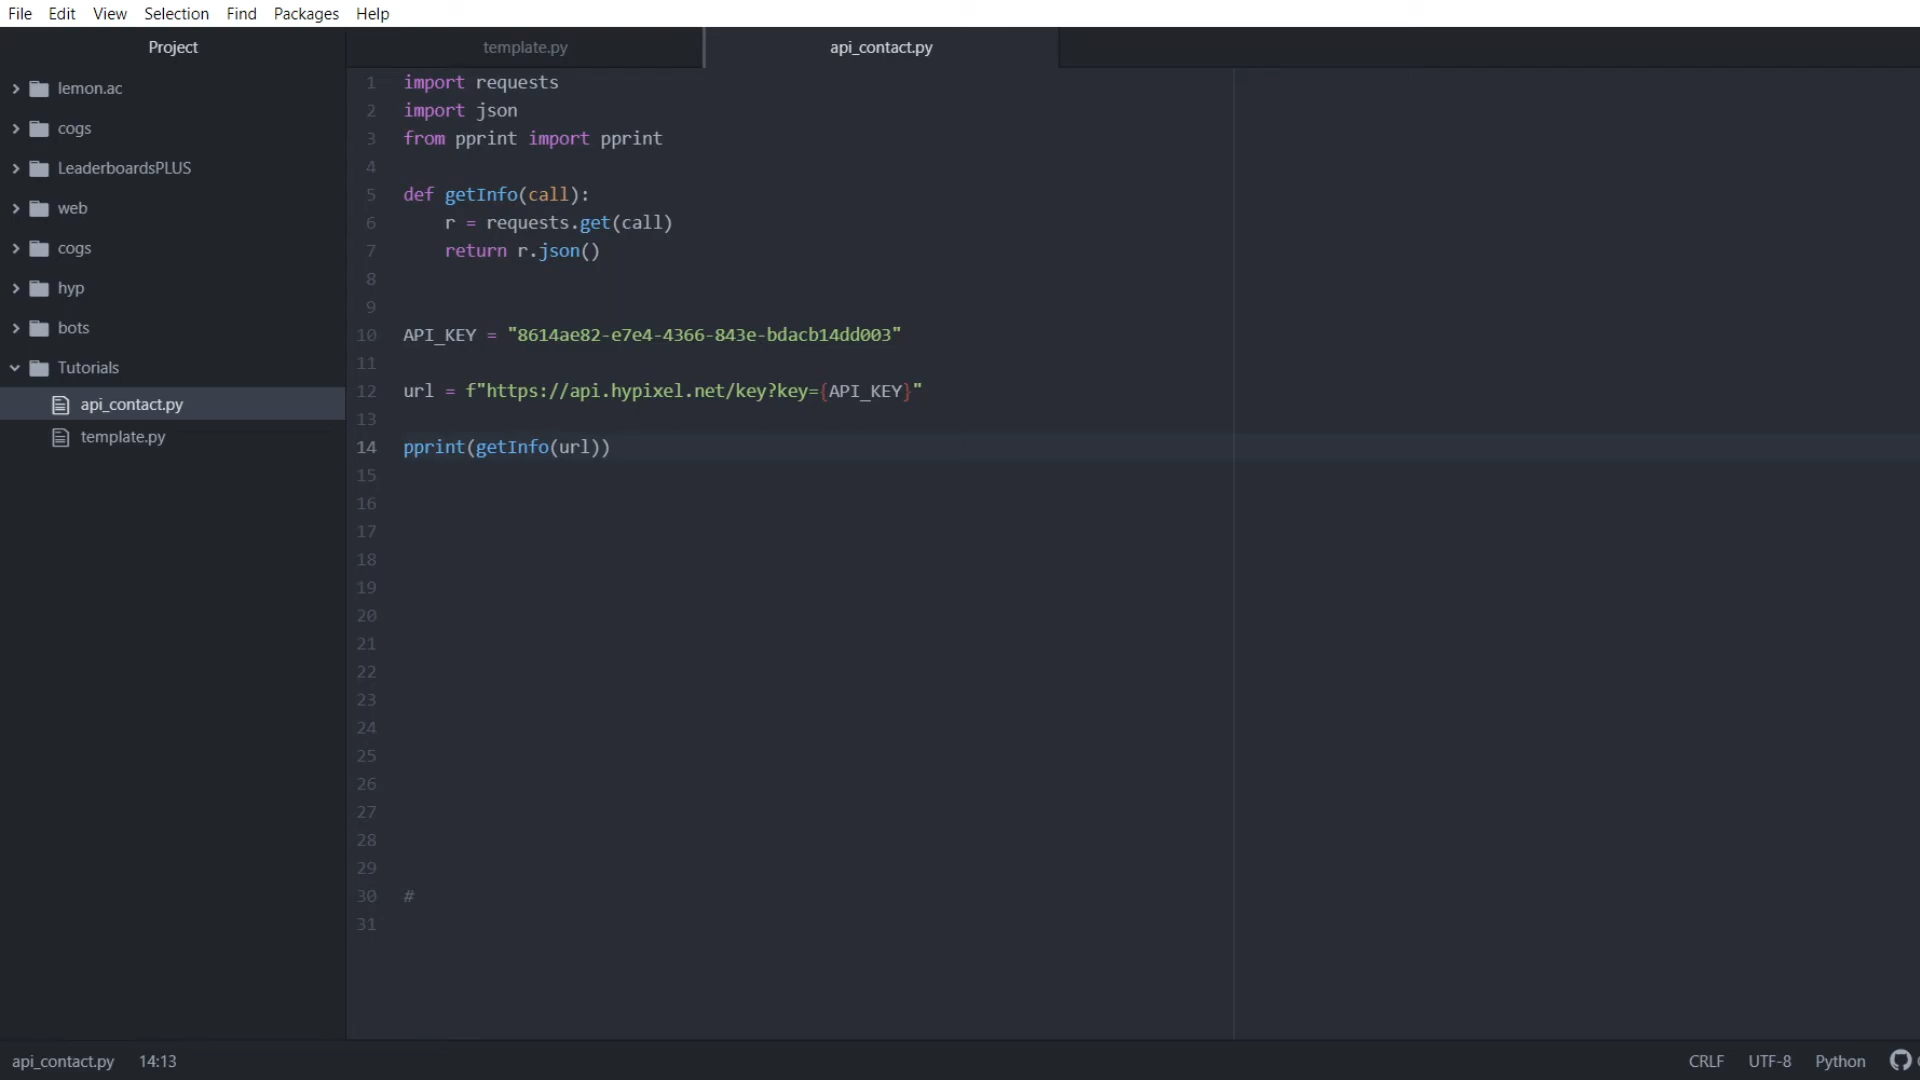 File Edit View Selection Find Packages Help
Project
template.py
api_contact.py
lemon.ac
cogs
LeaderboardsPLUS
web
cogs
hyp
bots
Tutorials
api_contact.py
template.py
1 import requests
2 import json
3 from pprint import pprint
4
5 def getInfo(call):
6     r = requests.get(call)
7     return r.json()
8
9
10 API_KEY = "8614ae82-e7e4-4366-843e-bdacb14dd003"
11
12 url = f"https://api.hypixel.net/key?key={API_KEY}"
13
14 pprint(getInfo(url))
15
16
17
18
19
20
21
22
23
24
25
26
27
28
29
30 #
31
api_contact.py 14:13 CRLF UTF-8 Python